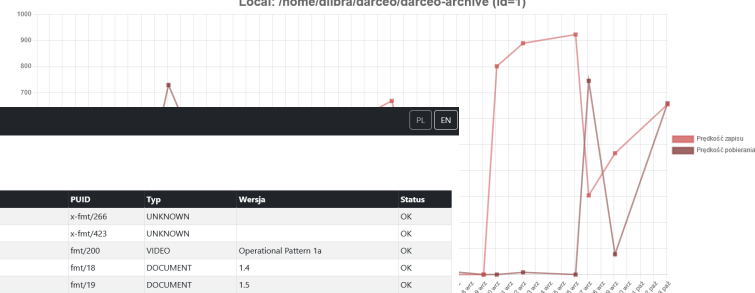 Local: /home/dlibra/darceo/darceo-archive (id=1)
1000
900
800
700
PL EN
Prędkość zapisu
Prędkość pobierania
PUID Typ Wersja Status
x-fmt/266 UNKNOWN OK
x-fmt/423 UNKNOWN OK
fmt/200 VIDEO Operational Pattern 1a OK
fmt/18 DOCUMENT 1.4 OK
fmt/19 DOCUMENT 1.5 OK